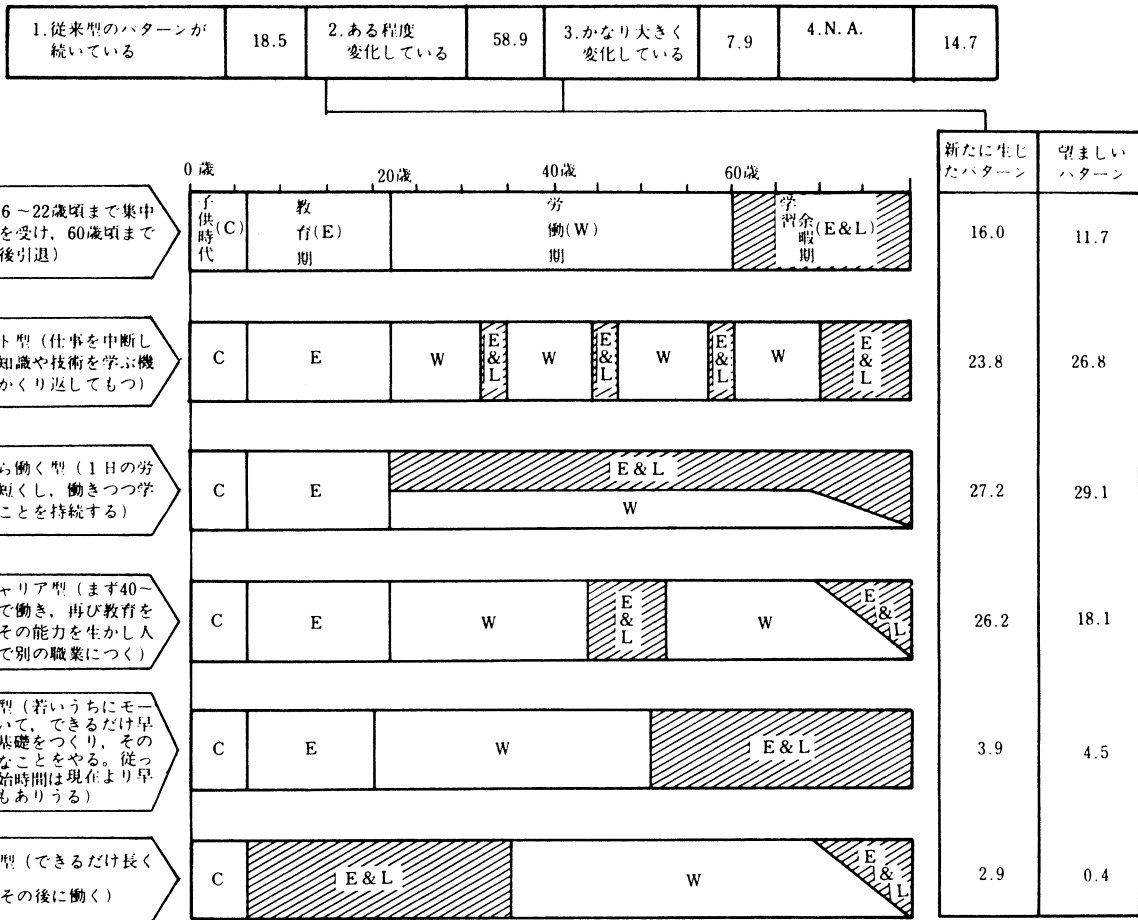 1.従来型のパターンが続いている
18.5
2.ある程度変化している
58.9
3.かなり大きく変化している
7.9
4.N.A.
14.7
新たに生じたパターン
望ましいパターン
0歳
20歳
40歳
60歳
6～22歳頃まで集中
を受け，60歳頃まで
後引退）
子供時代(C)
教育期(E)
労働期(W)
学習余暇期(E&L)
16.0
11.7
ト型（仕事を中断し
知識や技術を学ぶ機
かくり返してもつ）
C
E
W
E&L
W
E&L
W
E&L
W
E&L
23.8
26.8
ら働く型（1日の労
短くし，働きつつ学
ことを持続する）
C
E
E&L
W
27.2
29.1
ャリア型（まず40～
で働き，再び教育を
その能力を生かし人
で別の職業につく）
C
E
W
E&L
W
E&L
26.2
18.1
型（若いうちにモー
いて，できるだけ早
基礎をつくり，その
なことをやる。従っ
始時間は現在より早
もありうる）
C
E
W
E&L
3.9
4.5
型（できるだけ長く
その後に働く）
C
E&L
W
E&L
2.9
0.4